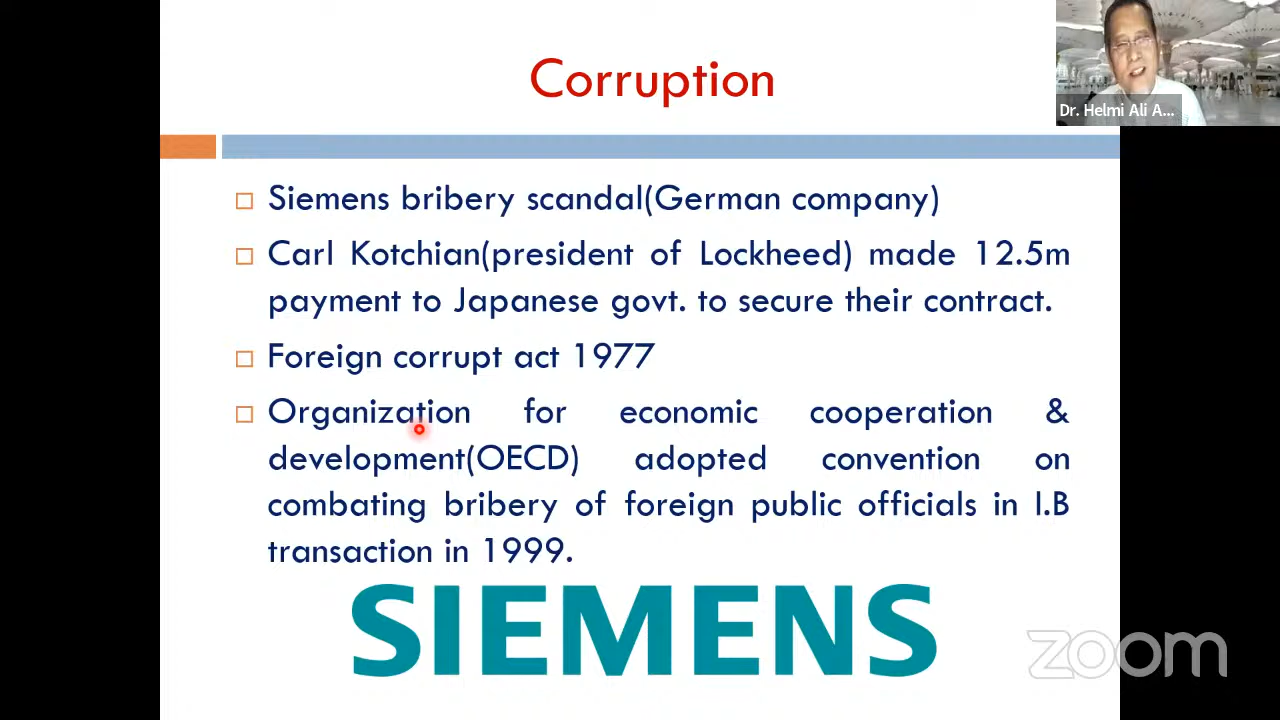 Corruption
Dr. Helmi Ali A...
Siemens bribery scandal(German company)
Carl Kotchian(president of Lockheed) made 12.5m
payment to Japanese govt. to secure their contract.
Foreign corrupt act 1977
Organization for economic cooperation &
development(OECD) adopted convention on
combating bribery of foreign public officials in I.B
transaction in 1999.
SIEMENS
zoom